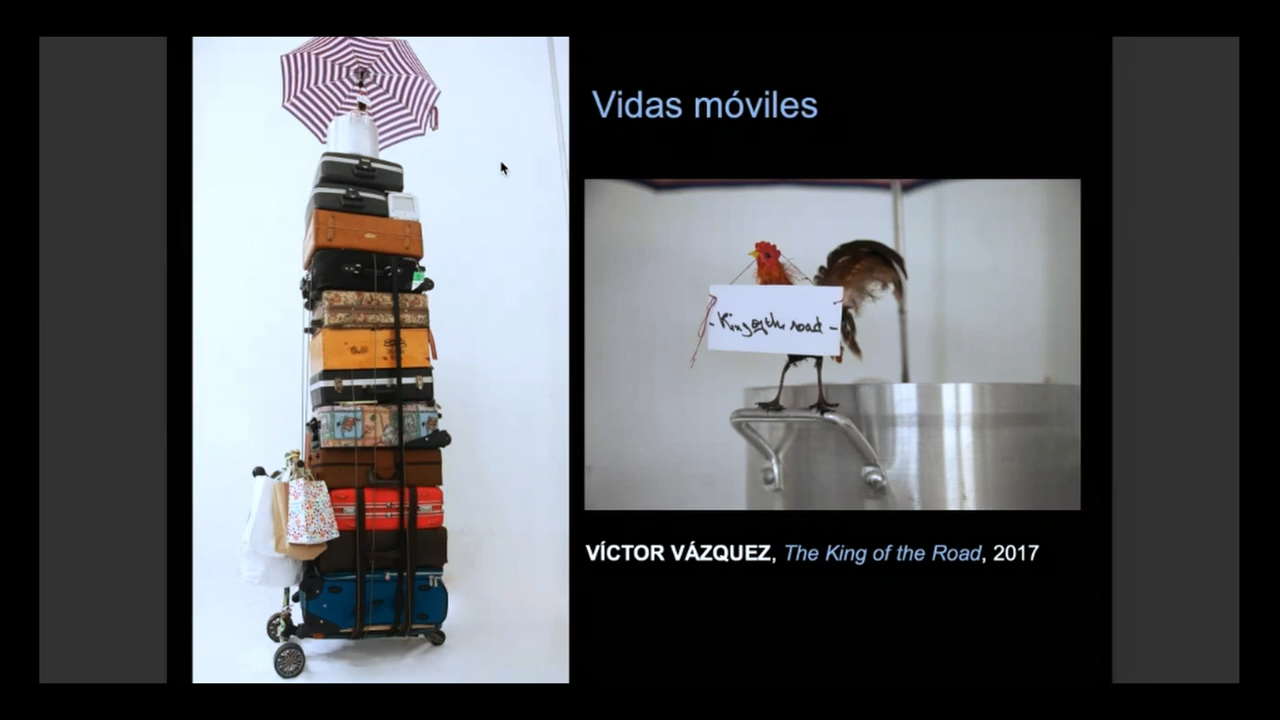 Vidas móviles
- King of the road -
VÍCTOR VÁZQUEZ, The King of the Road, 2017